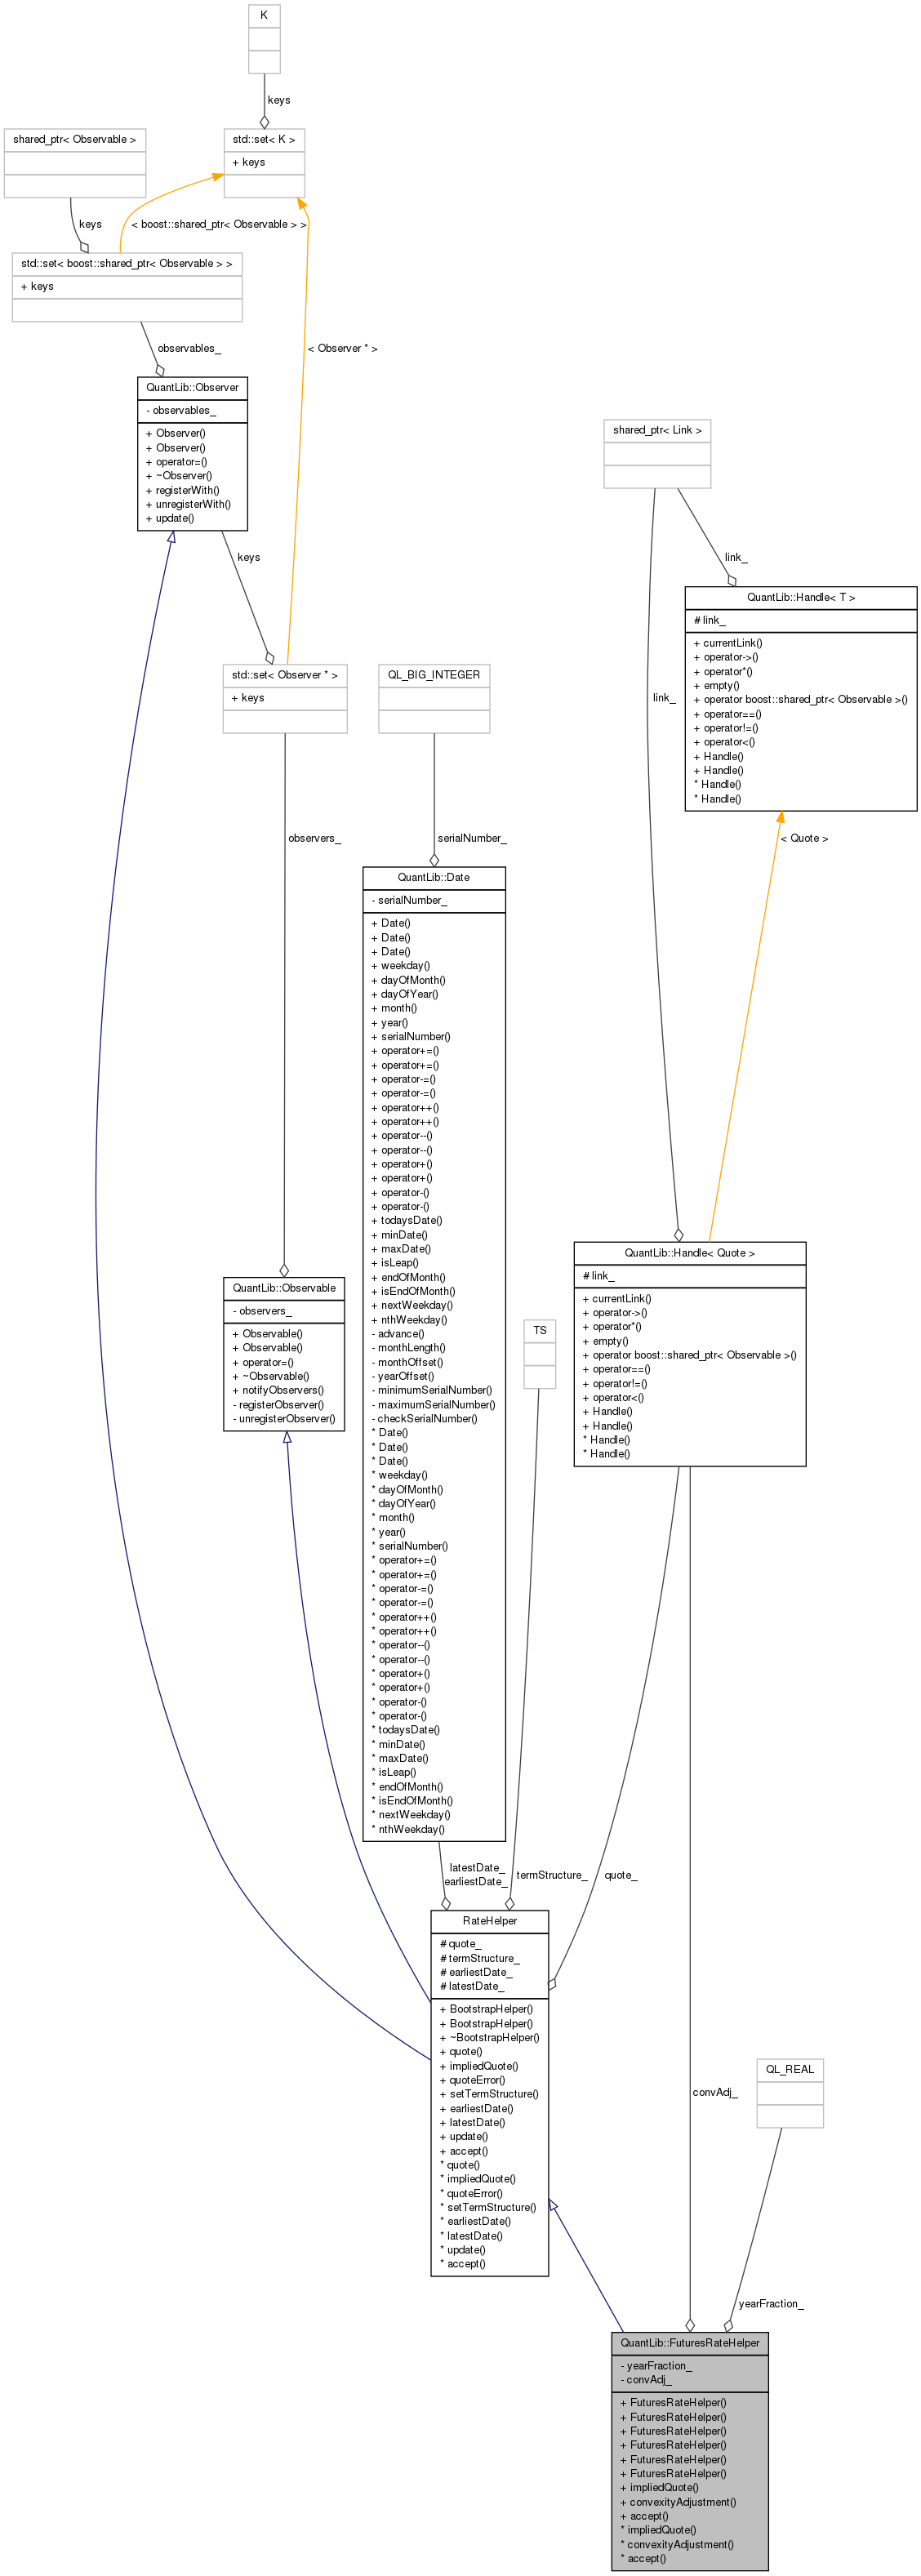 K
keys
shared_ptr< Observable >
std::set< K >
+ keys
keys
< boost::shared_ptr< Observable > >
std::set< boost::shared_ptr< Observable > >
+ keys
observables_
< Observer * >
QuantLib::Observer
- observables_
+ Observer()
+ Observer()
+ operator=()
+ ~Observer()
+ registerWith()
+ unregisterWith()
+ update()
shared_ptr< Link >
keys
link_
QuantLib::Handle< T >
# link_
+ currentLink()
+ operator->()
+ operator*()
+ empty()
+ operator boost::shared_ptr< Observable >()
+ operator==()
+ operator!=()
+ operator<()
+ Handle()
+ Handle()
* Handle()
* Handle()
std::set< Observer * >
+ keys
QL_BIG_INTEGER
link_
observers_
serialNumber_
< Quote >
QuantLib::Date
- serialNumber_
+ Date()
+ Date()
+ Date()
+ weekday()
+ dayOfMonth()
+ dayOfYear()
+ month()
+ year()
+ serialNumber()
+ operator+=()
+ operator+=()
+ operator-=()
+ operator-=()
+ operator++()
+ operator++()
+ operator--()
+ operator--()
+ operator+()
+ operator+()
+ operator-()
+ operator-()
+ todaysDate()
+ minDate()
+ maxDate()
+ isLeap()
+ endOfMonth()
+ isEndOfMonth()
+ nextWeekday()
+ nthWeekday()
- advance()
- monthLength()
- monthOffset()
- yearOffset()
- minimumSerialNumber()
- maximumSerialNumber()
- checkSerialNumber()
* Date()
* Date()
* Date()
* weekday()
* dayOfMonth()
* dayOfYear()
* month()
* year()
* serialNumber()
* operator+=()
* operator+=()
* operator-=()
* operator-=()
* operator++()
* operator++()
* operator--()
* operator--()
* operator+()
* operator+()
* operator-()
* operator-()
* todaysDate()
* minDate()
* maxDate()
* isLeap()
* endOfMonth()
* isEndOfMonth()
* nextWeekday()
* nthWeekday()
QuantLib::Observable
- observers_
+ Observable()
+ Observable()
+ operator=()
+ ~Observable()
+ notifyObservers()
- registerObserver()
- unregisterObserver()
TS
QuantLib::Handle< Quote >
# link_
+ currentLink()
+ operator->()
+ operator*()
+ empty()
+ operator boost::shared_ptr< Observable >()
+ operator==()
+ operator!=()
+ operator<()
+ Handle()
+ Handle()
* Handle()
* Handle()
latestDate_
earliestDate_
termStructure_
quote_
RateHelper
# quote_
# termStructure_
# earliestDate_
# latestDate_
+ BootstrapHelper()
+ BootstrapHelper()
+ ~BootstrapHelper()
+ quote()
+ impliedQuote()
+ quoteError()
+ setTermStructure()
+ earliestDate()
+ latestDate()
+ update()
+ accept()
* quote()
* impliedQuote()
* quoteError()
* setTermStructure()
* earliestDate()
* latestDate()
* update()
* accept()
QL_REAL
convAdj_
yearFraction_
QuantLib::FuturesRateHelper
- yearFraction_
- convAdj_
+ FuturesRateHelper()
+ FuturesRateHelper()
+ FuturesRateHelper()
+ FuturesRateHelper()
+ FuturesRateHelper()
+ FuturesRateHelper()
+ impliedQuote()
+ convexityAdjustment()
+ accept()
* impliedQuote()
* convexityAdjustment()
* accept()